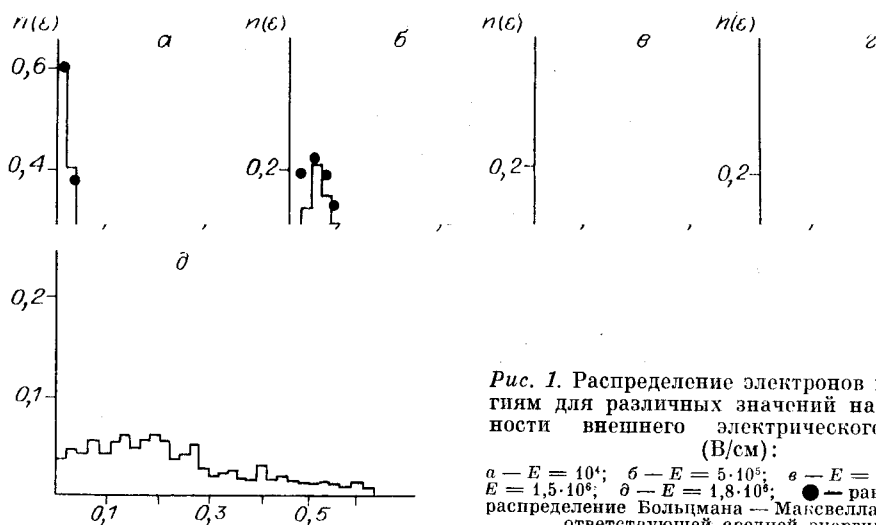 n(ε) а n(ε) б n(ε) в n(ε) г
0,6
0,4 0,2 0,2 0,2
д
0,2
0,1
0,1 0,3 0,5
Рис. 1. Распределение электронов
гиям для различных значений на
ности внешнего электрического
(В/см):
а — E = 10⁴; б — E = 5·10⁵; в — E =
E = 1,5·10⁶; д — E = 1,8·10⁶; ● — рав
распределение Больцмана — Максвелла
ответствующей средней энергии